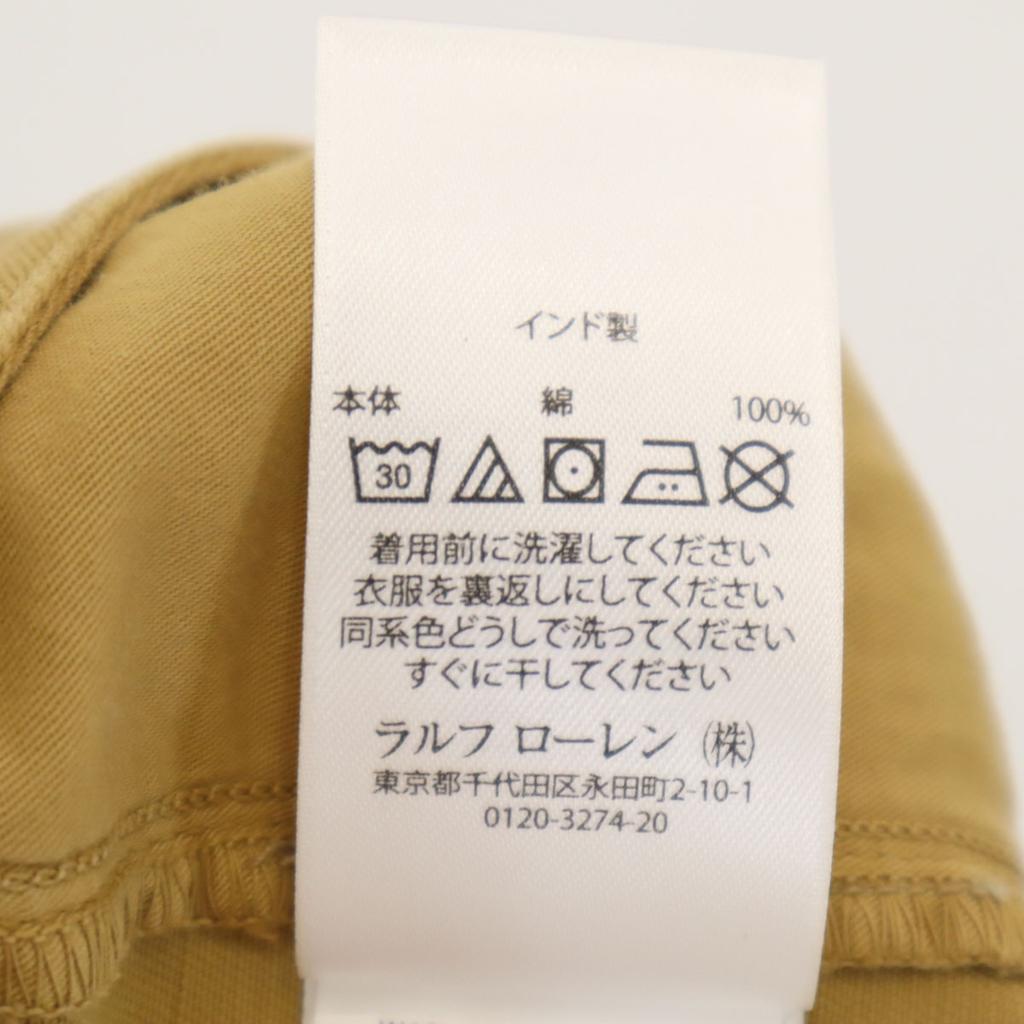 インド製
本体 綿 100%
30
着用前に洗濯してください
衣服を裏返しにしてください
同系色どうしで洗ってください
すぐに干してください
ラルフ ローレン (株)
東京都千代田区永田町2-10-1
0120-3274-20